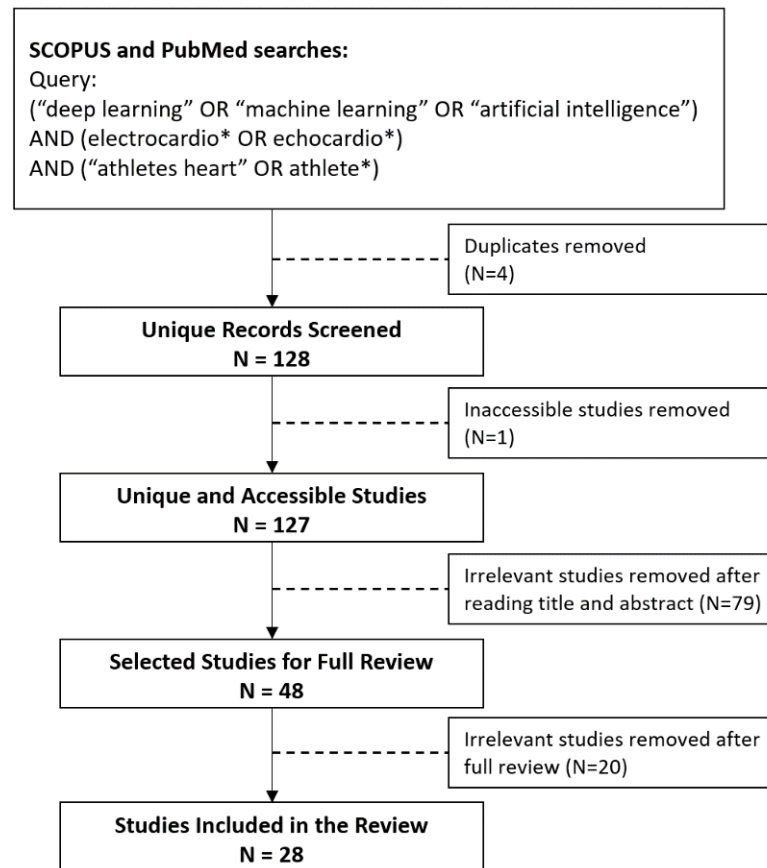 SCOPUS and PubMed searches:
Query:
(“deep learning” OR “machine learning” OR “artificial intelligence”)
AND (electrocardio* OR echocardio*)
AND (“athletes heart” OR athlete*)
Duplicates removed
(N=4)
Unique Records Screened
N = 128
Inaccessible studies removed
(N=1)
Unique and Accessible Studies
N = 127
Irrelevant studies removed after
reading title and abstract (N=79)
Selected Studies for Full Review
N = 48
Irrelevant studies removed after
full review (N=20)
Studies Included in the Review
N = 28